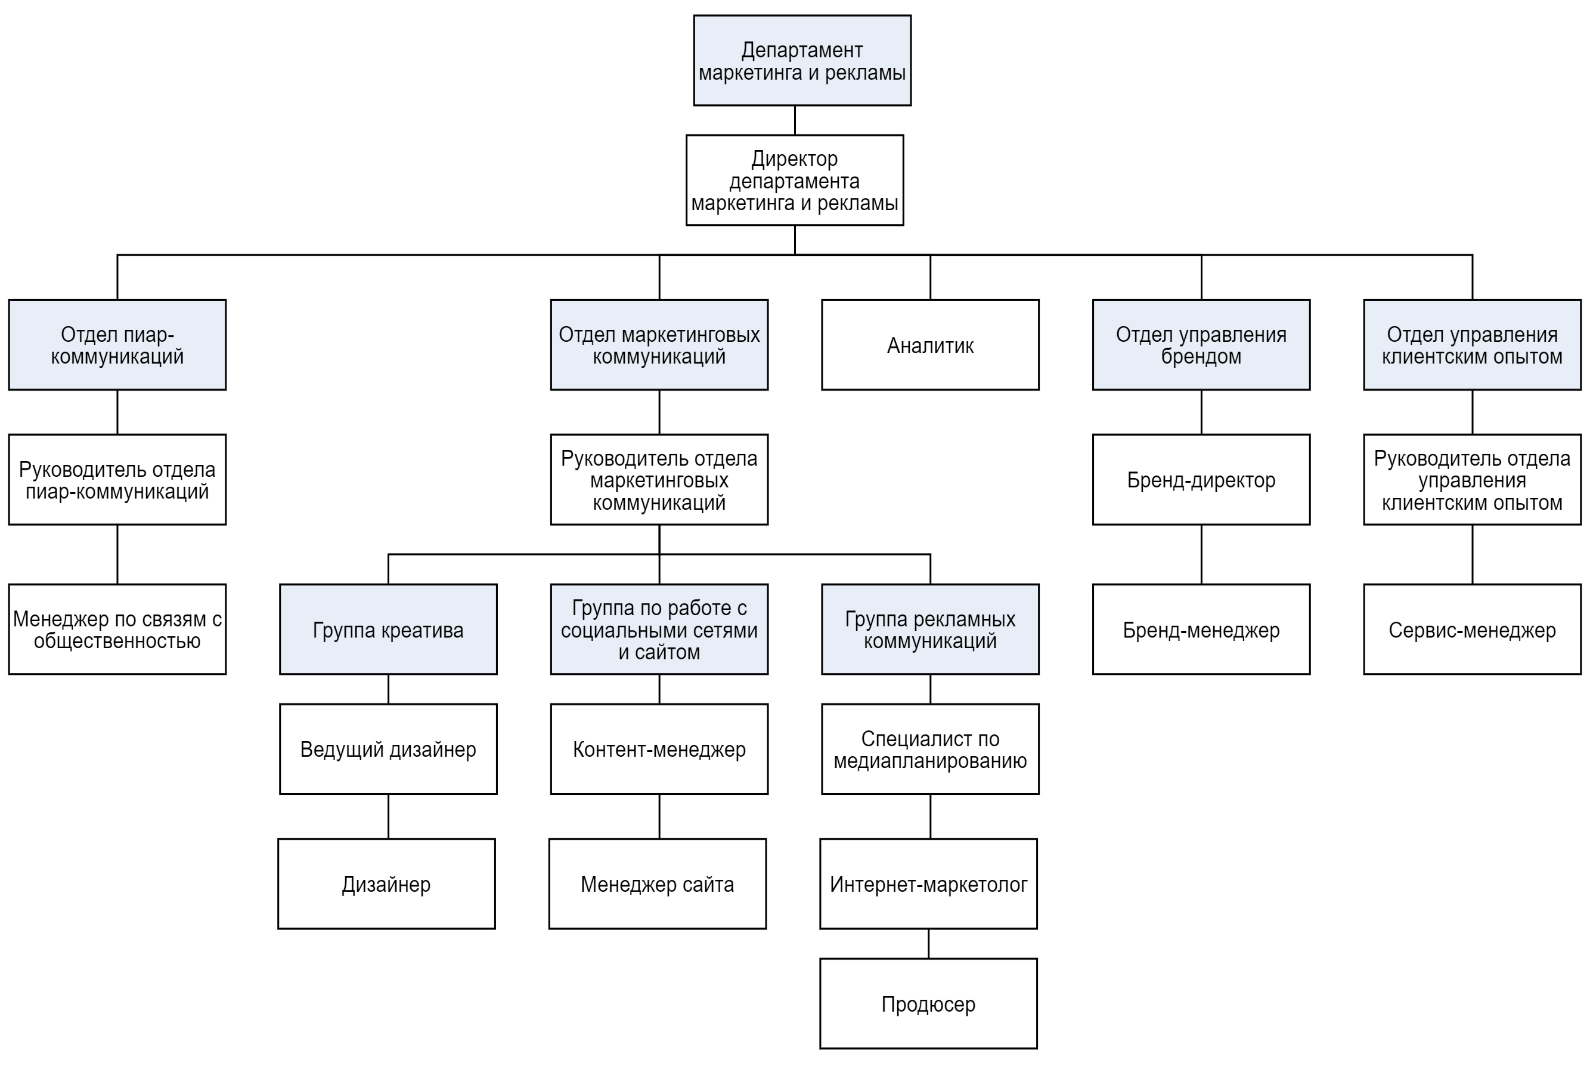 Департамент
маркетинга и рекламы
Директор
департамента
маркетинга и рекламы
Отдел пиар-
коммуникаций
Отдел маркетинговых
коммуникаций
Аналитик
Отдел управления
брендом
Отдел управления
клиентским опытом
Руководитель отдела
пиар-коммуникаций
Руководитель отдела
маркетинговых
коммуникаций
Бренд-директор
Руководитель отдела
управления
клиентским опытом
Менеджер по связям с
общественностью
Группа креатива
Группа по работе с
социальными сетями
и сайтом
Группа рекламных
коммуникаций
Бренд-менеджер
Сервис-менеджер
Ведущий дизайнер
Контент-менеджер
Специалист по
медиапланированию
Дизайнер
Менеджер сайта
Интернет-маркетолог
Продюсер